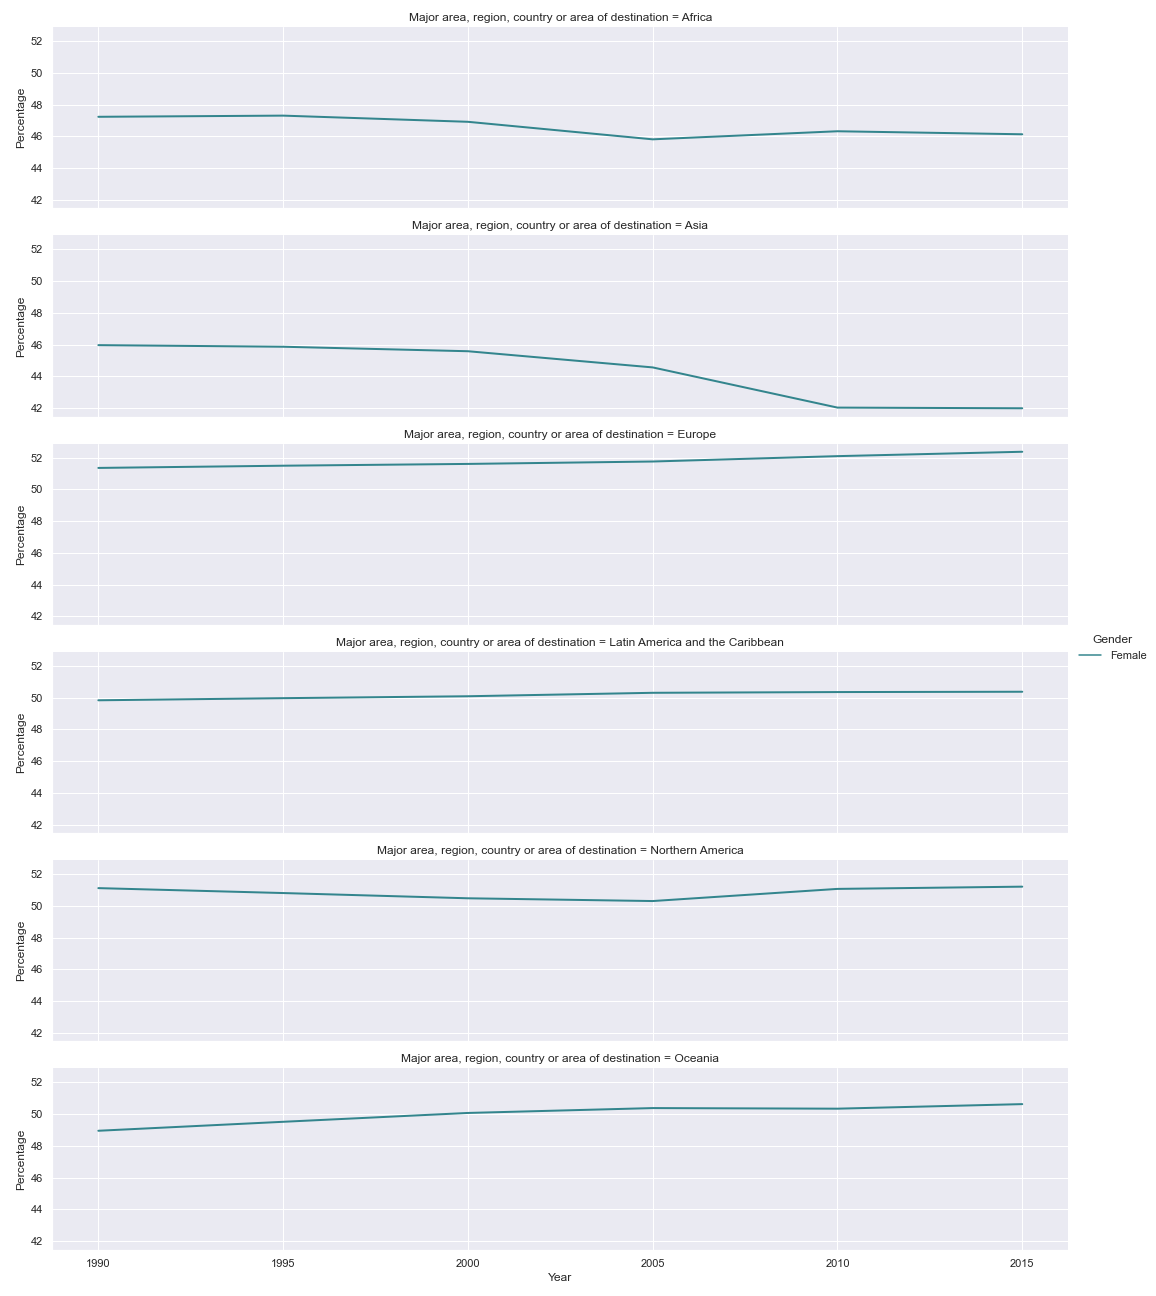 Major area, region, country or area of destination = Africa
52
50
48
46
44
42
Percentage
Major area, region, country or area of destination = Asia
52
50
48
46
44
42
Percentage
Major area, region, country or area of destination = Europe
52
50
48
46
44
42
Percentage
Gender
Female
Major area, region, country or area of destination = Latin America and the Caribbean
52
50
48
46
44
42
Percentage
Major area, region, country or area of destination = Northern America
52
50
48
46
44
42
Percentage
Major area, region, country or area of destination = Oceania
52
50
48
46
44
42
Percentage
1990 1995 2000 2005 2010 2015
Year